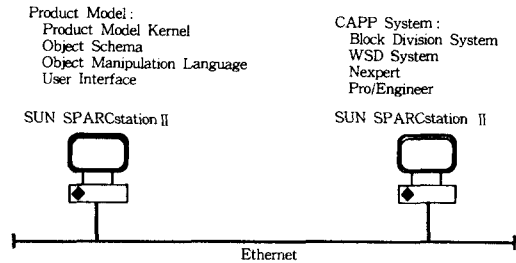 Product Model :
Product Model Kernel
Object Schema
Object Manipulation Language
User Interface
SUN SPARCstation Ⅱ
CAPP System :
Block Division System
WSD System
Nexpert
Pro/Engineer
SUN SPARCstation Ⅱ
Ethernet